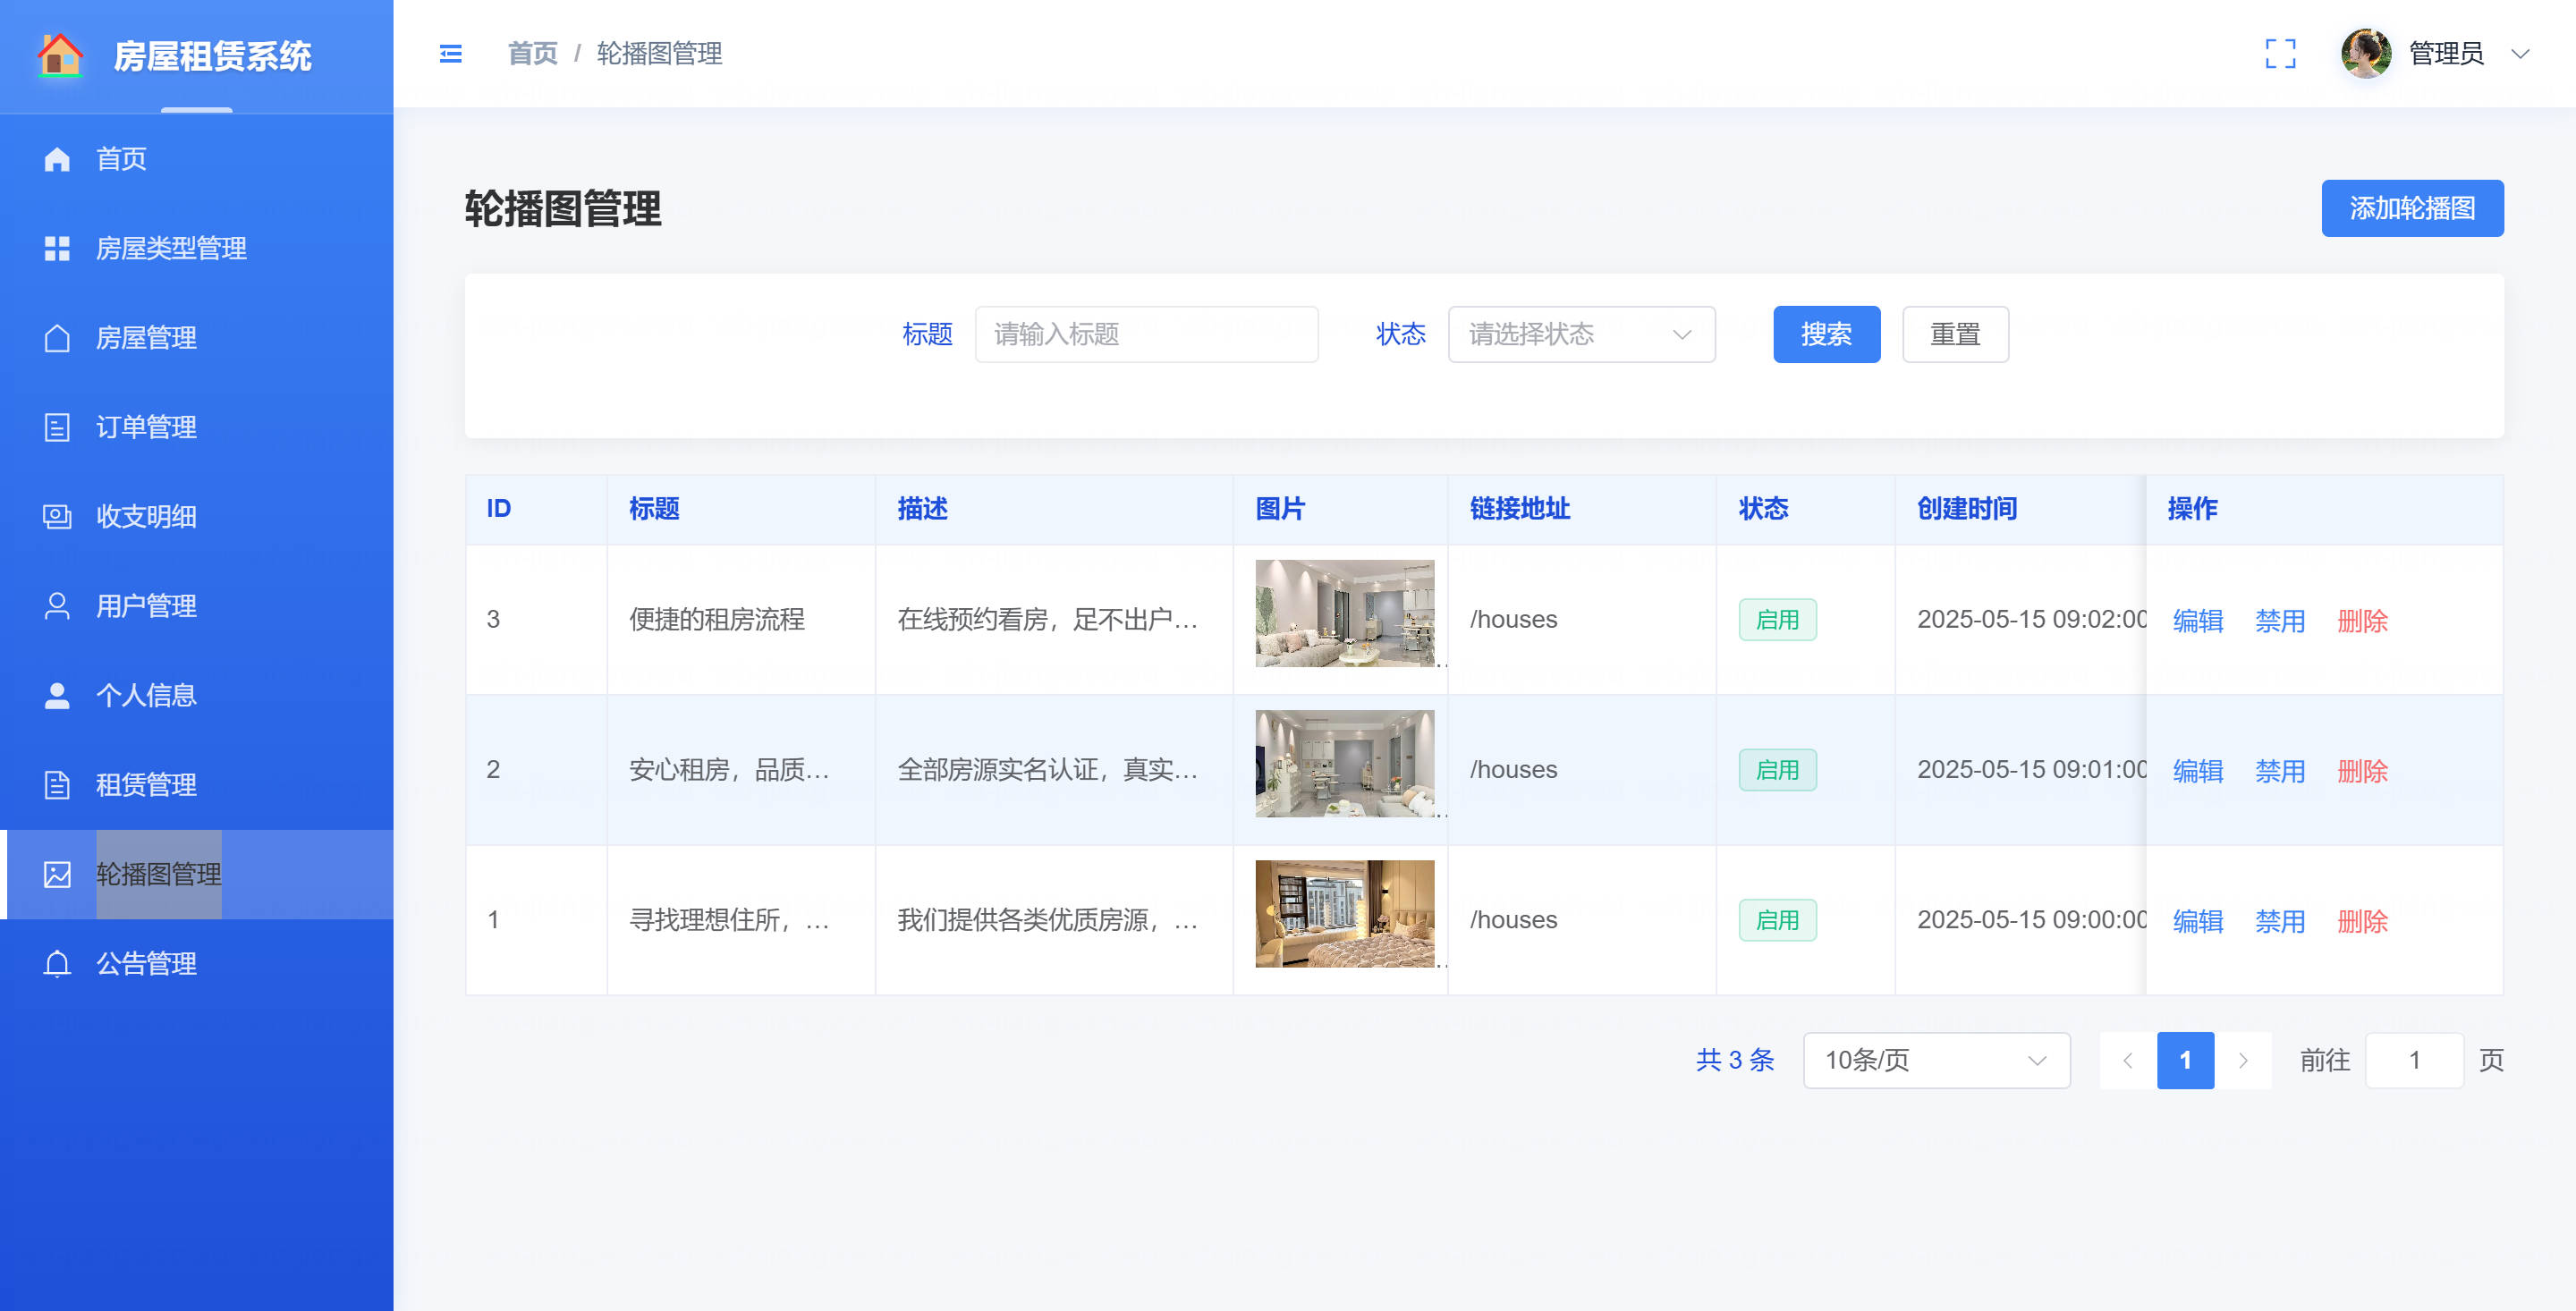 房屋租赁系统
首页 / 轮播图管理
管理员
首页
房屋类型管理
房屋管理
订单管理
收支明细
用户管理
个人信息
租赁管理
轮播图管理
公告管理
轮播图管理
添加轮播图
标题 请输入标题 状态 请选择状态 搜索 重置
ID 标题 描述 图片 链接地址 状态 创建时间 操作
3 便捷的租房流程 在线预约看房，足不出户… … /houses 启用 2025-05-15 09:02:00 编辑 禁用 删除
2 安心租房，品质… 全部房源实名认证，真实… … /houses 启用 2025-05-15 09:01:00 编辑 禁用 删除
1 寻找理想住所，… 我们提供各类优质房源，… … /houses 启用 2025-05-15 09:00:00 编辑 禁用 删除
共 3 条 10条/页 1 前往 1 页